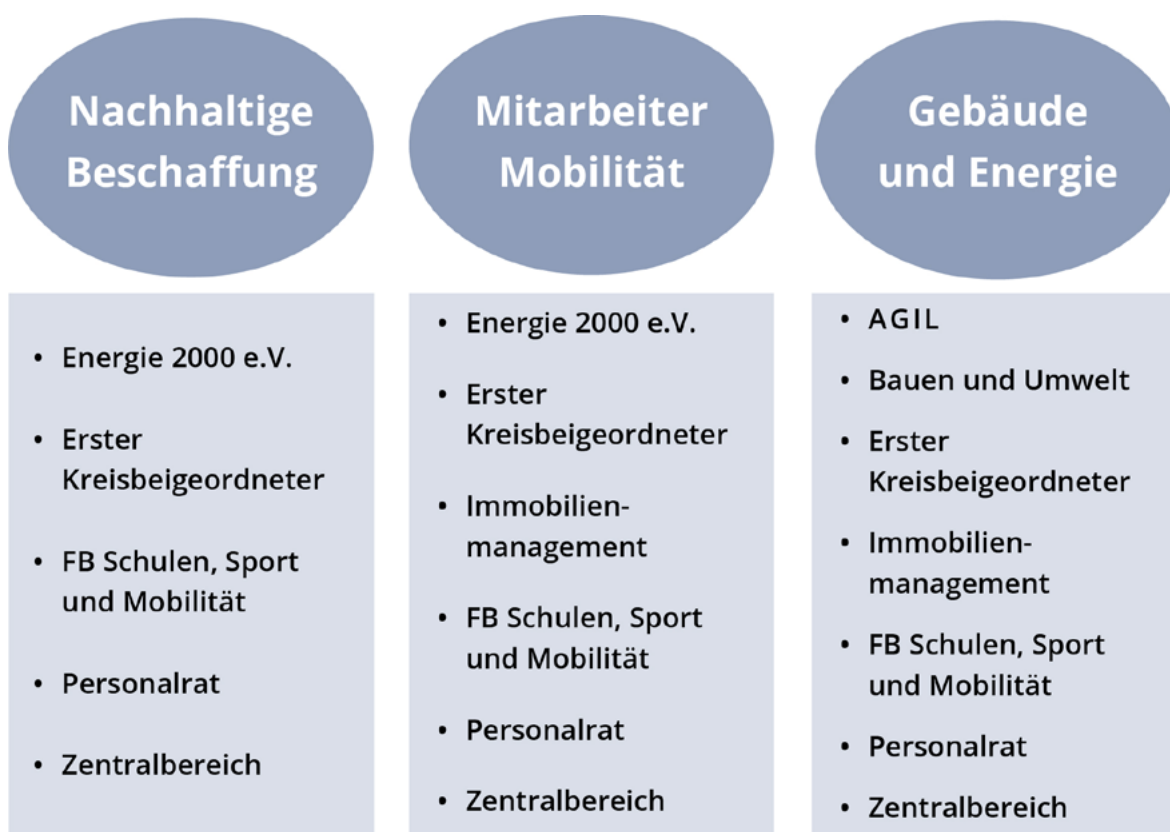 Nachhaltige
Beschaffung
• Energie 2000 e.V.
• Erster
Kreisbeigeordneter
• FB Schulen, Sport
und Mobilität
• Personalrat
• Zentralbereich
Mitarbeiter
Mobilität
• Energie 2000 e.V.
• Erster
Kreisbeigeordneter
• Immobilien-
management
• FB Schulen, Sport
und Mobilität
• Personalrat
• Zentralbereich
Gebäude
und Energie
• AGIL
• Bauen und Umwelt
• Erster
Kreisbeigeordneter
• Immobilien-
management
• FB Schulen, Sport
und Mobilität
• Personalrat
• Zentralbereich